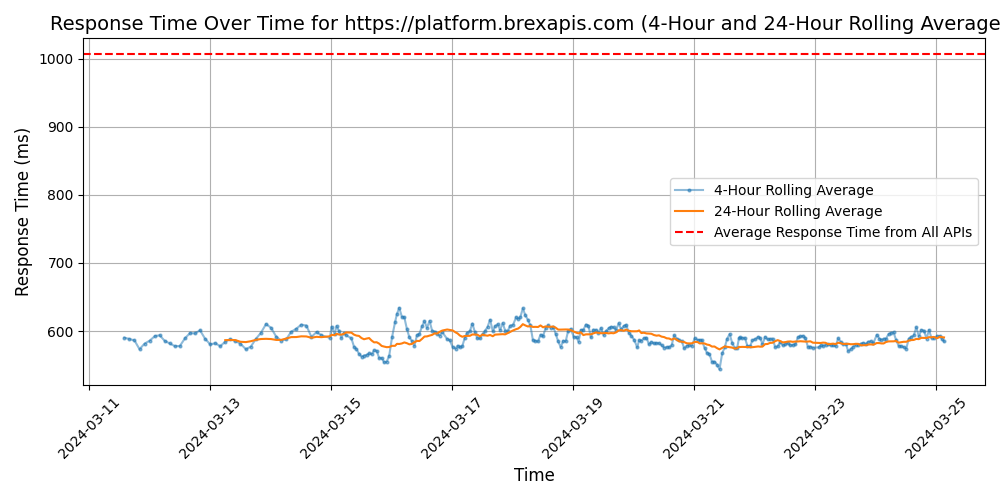 Response Time Over Time for https://platform.brexapis.com (4-Hour and 24-Hour Rolling Average
Response Time (ms)
1000
900
800
700
600
4-Hour Rolling Average
24-Hour Rolling Average
Average Response Time from All APIs
2024-03-11
2024-03-13
2024-03-15
2024-03-17
2024-03-19
2024-03-21
2024-03-23
2024-03-25
Time